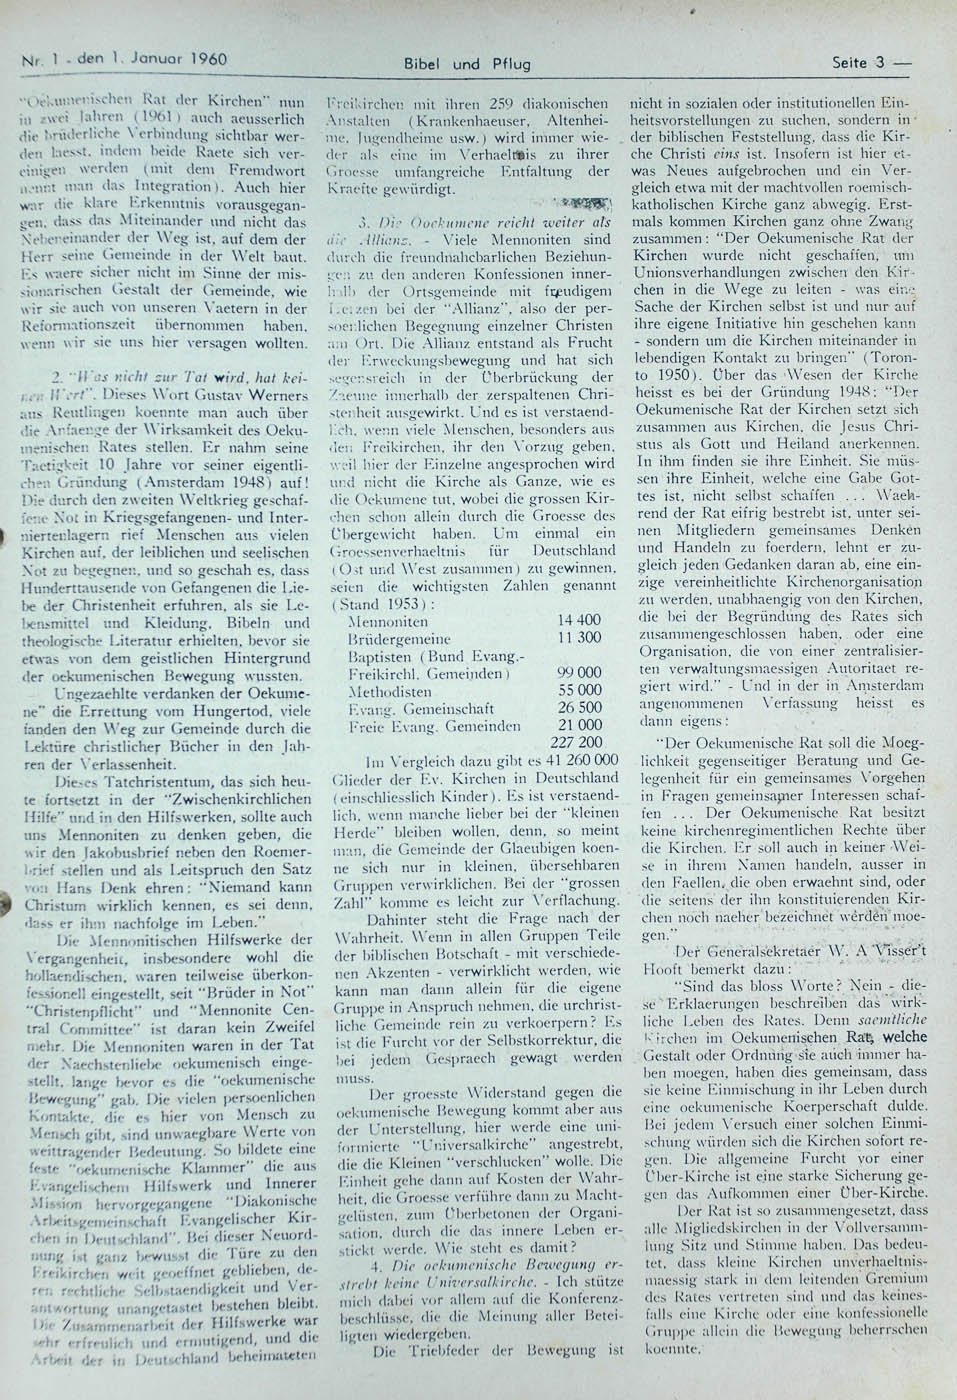 Nr. 1 - den 1. Januar 1960
Bibel und Pflug
Seite 3 —
"Oekumenischen Rat der Kirchen" nun
in zwei Jahren (1961) auch aeusserlich
die brüderliche Verbindung sichtbar wer-
den laesst, indem beide Raete sich ver-
einigen werden (mit dem Fremdwort
nennt man das Integration). Auch hier
war die klare Erkenntnis vorausgegan-
gen, dass das Miteinander und nicht das
Nebeneinander der Weg ist, auf dem der
Herr seine Gemeinde in der Welt baut.
Es waere sicher nicht im Sinne der mis-
sionarischen Gestalt der Gemeinde, wie
wir sie auch von unseren Vaetern in der
Reformationszeit übernommen haben,
wenn wir sie uns hier versagen wollten.
2. "Was nicht zur Tat wird, hat kei-
nen Wert". Dieses Wort Gustav Werners
aus Reutlingen koennte man auch über
die Anfaenge der Wirksamkeit des Oeku-
menischen Rates stellen. Er nahm seine
Taetigkeit 10 Jahre vor seiner eigentli-
chen Gründung (Amsterdam 1948) auf!
Die durch den zweiten Weltkrieg geschaf-
fene Not in Kriegsgefangenen- und Inter-
niertenlagern rief Menschen aus vielen
Kirchen auf, der leiblichen und seelischen
Not zu begegnen, und so geschah es, dass
Hunderttausende von Gefangenen die Lie-
be der Christenheit erfuhren, als sie Le-
bensmittel und Kleidung, Bibeln und
theologische Literatur erhielten, bevor sie
etwas von dem geistlichen Hintergrund
der oekumenischen Bewegung wussten.
Ungezaehlte verdanken der Oekume-
ne" die Errettung vom Hungertod, viele
fanden den Weg zur Gemeinde durch die
Lektüre christlicher Bücher in den Jah-
ren der Verlassenheit.
Dieses Tatchristentum, das sich heu-
te fortsetzt in der "Zwischenkirchlichen
Hilfe" und in den Hilfswerken, sollte auch
uns Mennoniten zu denken geben, die
wir den Jakobusbrief neben den Roemer-
brief stellen und als Leitspruch den Satz
von Hans Denk ehren: "Niemand kann
Christum wirklich kennen, es sei denn,
dass er ihm nachfolge im Leben."
Die Mennonitischen Hilfswerke der
Vergangenheit, insbesondere wohl die
hollaendischen, waren teilweise überkon-
fessionell eingestellt, seit "Brüder in Not"
"Christenpflicht" und "Mennonite Cen-
tral Committee" ist daran kein Zweifel
mehr. Die Mennoniten waren in der Tat
der Naechstenliebe oekumenisch einge-
stellt, lange bevor es die "oekumenische
Bewegung" gab. Die vielen persoenlichen
Kontakte, die es hier von Mensch zu
Mensch gibt, sind unwaegbare Werte von
weittragender Bedeutung. So bildete eine
feste "oekumenische Klammer" die aus
Evangelischem Hilfswerk und Innerer
Mission hervorgegangene "Diakonische
Arbeitsgemeinschaft Evangelischer Kir-
chen in Deutschland". Bei dieser Neuord-
nung ist ganz bewusst die Türe zu den
Freikirchen weit geoeffnet geblieben, de-
ren rechtliche Selbstaendigkeit und Ver-
antwortung unangetastet bestehen bleibt.
Die Zusammenarbeit der Hilfswerke war
sehr erfreulich und ermutigend, und die
Arbeit der in Deutschland beheimateten
Freikirchen mit ihren 259 diakonischen
Anstalten (Krankenhaeuser, Altenhei-
me, Jugendheime usw.) wird immer wie-
der als eine im Verhaeltnis zu ihrer
Groesse umfangreiche Entfaltung der
Kraefte gewürdigt.
3. Die Ooekumene reicht weiter als
die Allianz. - Viele Mennoniten sind
durch die freundnahcbarlichen Beziehun-
gen zu den anderen Konfessionen inner-
halb der Ortsgemeinde mit freudigem
Herzen bei der "Allianz", also der per-
soenlichen Begegnung einzelner Christen
am Ort. Die Allianz entstand als Frucht
der Erweckungsbewegung und hat sich
segensreich in der Überbrückung der
Zaeune innerhalb der zerspaltenen Chri-
stenheit ausgewirkt. Und es ist verstaend-
lich, wenn viele Menschen, besonders aus
den Freikirchen, ihr den Vorzug geben,
weil hier der Einzelne angesprochen wird
und nicht die Kirche als Ganze, wie es
die Oekumene tut, wobei die grossen Kir-
chen schon allein durch die Groesse des
Übergewicht haben. Um einmal ein
Groessenverhaeltnis für Deutschland
(Ost und West zusammen) zu gewinnen,
seien die wichtigsten Zahlen genannt
(Stand 1953):
Mennoniten 14 400
Brüdergemeine 11 300
Baptisten (Bund Evang.-
Freikirchl. Gemeinden) 99 000
Methodisten 55 000
Evang. Gemeinschaft 26 500
Freie Evang. Gemeinden 21 000
227 200
Im Vergleich dazu gibt es 41 260 000
Glieder der Ev. Kirchen in Deutschland
(einschliesslich Kinder). Es ist verstaend-
lich, wenn manche lieber bei der "kleinen
Herde" bleiben wollen, denn, so meint
man, die Gemeinde der Glaeubigen koen-
ne sich nur in kleinen, übersehbaren
Gruppen verwirklichen. Bei der "grossen
Zahl" komme es leicht zur Verflachung.
Dahinter steht die Frage nach der
Wahrheit. Wenn in allen Gruppen Teile
der biblischen Botschaft - mit verschiede-
nen Akzenten - verwirklicht werden, wie
kann man dann allein für die eigene
Gruppe in Anspruch nehmen, die urchrist-
liche Gemeinde rein zu verkoerpern? Es
ist die Furcht vor der Selbstkorrektur, die
bei jedem Gespraech gewagt werden
muss.
Der groesste Widerstand gegen die
oekumenische Bewegung kommt aber aus
der Unterstellung, hier werde eine uni-
formierte "Universalkirche" angestrebt,
die die Kleinen "verschlucken" wolle. Die
Einheit gehe dann auf Kosten der Wahr-
heit, die Groesse verführe dann zu Macht-
gelüsten, zum Überbetonen der Organi-
sation, durch die das innere Leben er-
stickt werde. Wie steht es damit?
4. Die oekumenische Bewegung er-
strebt keine Universalkirche. - Ich stütze
mich dabei vor allem auf die Konferenz-
beschlüsse, die die Meinung aller Betei-
ligten wiedergeben.
Die Triebfeder der Bewegung ist
nicht in sozialen oder institutionellen Ein-
heitsvorstellungen zu suchen, sondern in
der biblischen Feststellung, dass die Kir-
che Christi eins ist. Insofern ist hier et-
was Neues aufgebrochen und ein Ver-
gleich etwa mit der machtvollen roemisch-
katholischen Kirche ganz abwegig. Erst-
mals kommen Kirchen ganz ohne Zwang
zusammen: "Der Oekumenische Rat der
Kirchen wurde nicht geschaffen, um
Unionsverhandlungen zwischen den Kir-
chen in die Wege zu leiten - was eine
Sache der Kirchen selbst ist und nur auf
ihre eigene Initiative hin geschehen kann
- sondern um die Kirchen miteinander in
lebendigen Kontakt zu bringen" (Toron-
to 1950). Über das Wesen der Kirche
heisst es bei der Gründung 1948: "Der
Oekumenische Rat der Kirchen setzt sich
zusammen aus Kirchen, die Jesus Chri-
stus als Gott und Heiland anerkennen.
In ihm finden sie ihre Einheit. Sie müs-
sen ihre Einheit, welche eine Gabe Got-
tes ist, nicht selbst schaffen ... Waeh-
rend der Rat eifrig bestrebt ist, unter sei-
nen Mitgliedern gemeinsames Denken
und Handeln zu foerdern, lehnt er zu-
gleich jeden Gedanken daran ab, eine ein-
zige vereinheitlichte Kirchenorganisation
zu werden, unabhaengig von den Kirchen,
die bei der Begründung des Rates sich
zusammengeschlossen haben, oder eine
Organisation, die von einer zentralisier-
ten verwaltungsmaessigen Autoritaet re-
giert wird." - Und in der in Amsterdam
angenommenen Verfassung heisst es
dann eigens:
"Der Oekumenische Rat soll die Moeg-
lichkeit gegenseitiger Beratung und Ge-
legenheit für ein gemeinsames Vorgehen
in Fragen gemeinsamer Interessen schaf-
fen ... Der Oekumenische Rat besitzt
keine kirchenregimentlichen Rechte über
die Kirchen. Er soll auch in keiner Wei-
se in ihrem Namen handeln, ausser in
den Faellen, die oben erwaehnt sind, oder
die seitens der ihn konstituierenden Kir-
chen noch naeher bezeichnet werden moe-
gen."
Der Generalsekretaer W. A Visser't
Hooft bemerkt dazu:
"Sind das bloss Worte? Nein - die-
se Erklaerungen beschreiben das wirk-
liche Leben des Rates. Denn saemtliche
Kirchen im Oekumenischen Rat, welche
Gestalt oder Ordnung sie auch immer ha-
ben moegen, haben dies gemeinsam, dass
sie keine Einmischung in ihr Leben durch
eine oekumenische Koerperschaft dulde.
Bei jedem Versuch einer solchen Einmi-
schung würden sich die Kirchen sofort re-
gen. Die allgemeine Furcht vor einer
Über-Kirche ist eine starke Sicherung ge-
gen das Aufkommen einer Über-Kirche.
Der Rat ist so zusammengesetzt, dass
alle Migliedskirchen in der Vollversamm-
lung Sitz und Stimme haben. Das bedeu-
tet, dass kleine Kirchen unverhaeltnis-
maessig stark in dem leitenden Gremium
des Rates vertreten sind und das keines-
falls eine Kirche oder eine konfessionelle
Gruppe allein die Bewegung beherrschen
koennte.